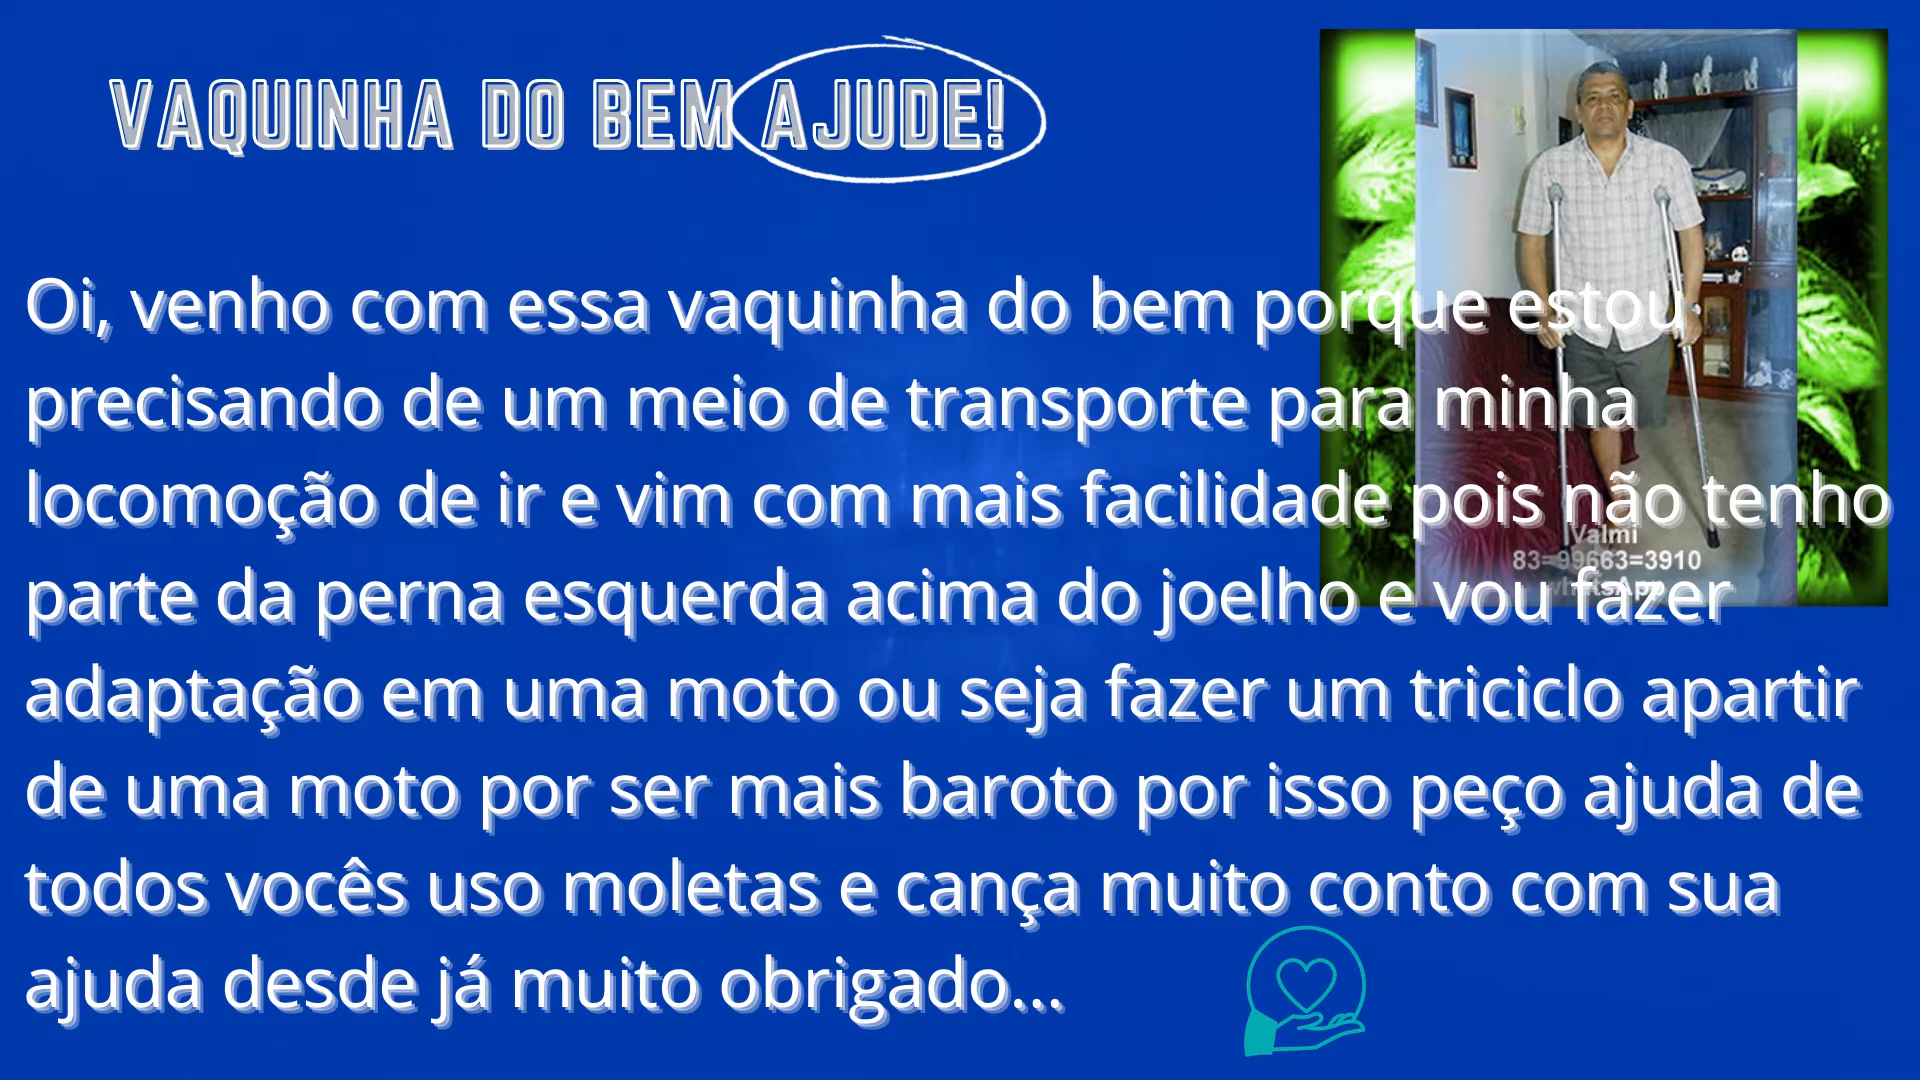 VAQUINHA DO BEM AJUDE!
Oi, venho com essa vaquinha do bem porque estou
precisando de um meio de transporte para minha
locomoção de ir e vim com mais facilidade pois não tenho
parte da perna esquerda acima do joelho e vou fazer
adaptação em uma moto ou seja fazer um triciclo apartir
de uma moto por ser mais baroto por isso peço ajuda de
todos vocês uso moletas e cança muito conto com sua
ajuda desde já muito obrigado...
Valmi
83=99663=3910
whatsApp